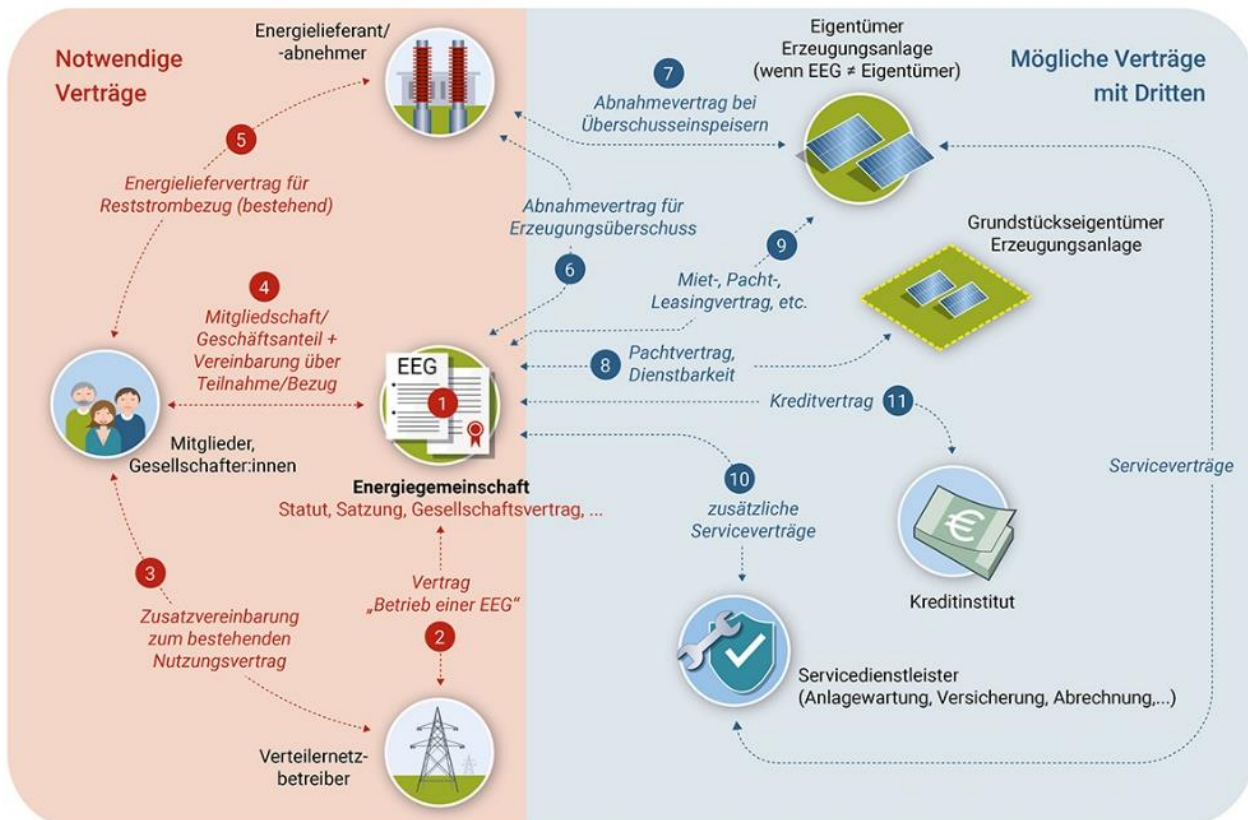 Notwendige
Verträge
Energielieferant/
-abnehmer
Eigentümer
Erzeugungsanlage
(wenn EEG ≠ Eigentümer)
Mögliche Verträge
mit Dritten
7
Abnahmevertrag bei
Überschusseinspeisern
5
Energieliefervertrag für
Reststrombezug (bestehend)
Abnahmevertrag für
Erzeugungsüberschuss
6
Grundstückseigentümer
Erzeugungsanlage
9
Miet-, Pacht-,
Leasingvertrag, etc.
4
Mitgliedschaft/
Geschäftsanteil +
Vereinbarung über
Teilnahme/Bezug
EEG
1
8
Pachtvertrag,
Dienstbarkeit
Kreditvertrag
11
Mitglieder,
Gesellschafter:innen
Energiegemeinschaft
Statut, Satzung, Gesellschaftsvertrag, ...
10
zusätzliche
Serviceverträge
Serviceverträge
€
Kreditinstitut
3
Zusatzvereinbarung
zum bestehenden
Nutzungsvertrag
Vertrag
„Betrieb einer EEG“
2
Servicedienstleister
(Anlagewartung, Versicherung, Abrechnung,...)
Verteilernetz-
betreiber